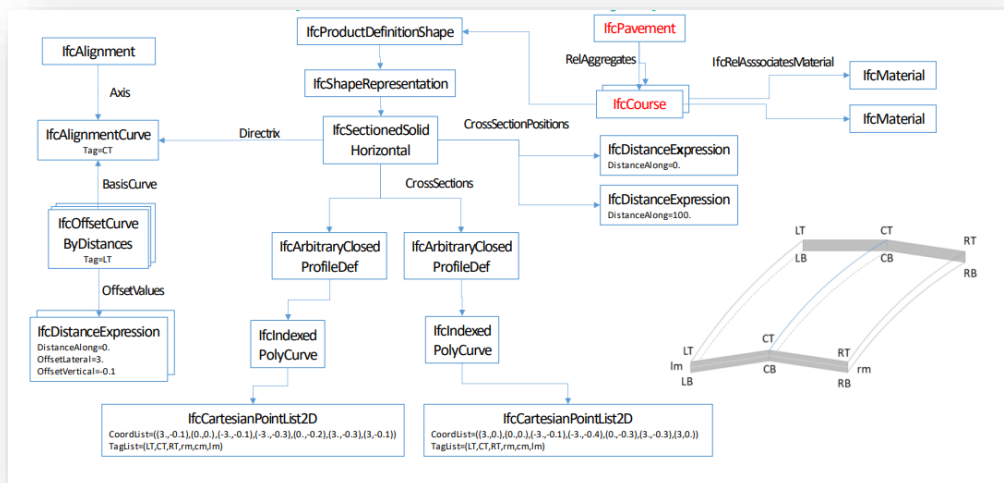 IfcAlignment
Axis
IfcAlignmentCurve
Tag=CT
BasisCurve
IfcOffsetCurve
ByDistances
Tag=LT
OffsetValues
IfcDistanceExpression
DistanceAlong=0.
OffsetLateral=3.
OffsetVertical=-0.1
IfcProductDefinitionShape
IfcShapeRepresentation
Directrix
IfcSectionedSolid
Horizontal
CrossSectionPositions
CrossSections
IfcArbitraryClosed
ProfileDef
IfcArbitraryClosed
ProfileDef
IfcIndexed
PolyCurve
IfcIndexed
PolyCurve
IfcCartesianPointList2D
CoordList=((3.,-0.1),(0.,0.),(-3.,-0.1),(-3.,-0.3),(0.,-0.2),(3.,-0.3),(3,-0.1))
TagList=(LT,CT,RT,rm,cm,lm)
IfcCartesianPointList2D
CoordList=((3.,0.),(0.,0.),(-3.,-0.1),(-3.,-0.4),(0.,-0.3),(3.,-0.3),(3,0.))
TagList=(LT,CT,RT,rm,cm,lm)
IfcPavement
RelAggregates
IfcRelAsssociatesMaterial
IfcCourse
IfcMaterial
IfcMaterial
IfcDistanceExpression
DistanceAlong=0.
IfcDistanceExpression
DistanceAlong=100.
LT
CT
RT
LB
CB
RB
CT
LT
RT
lm
CB
rm
LB
RB